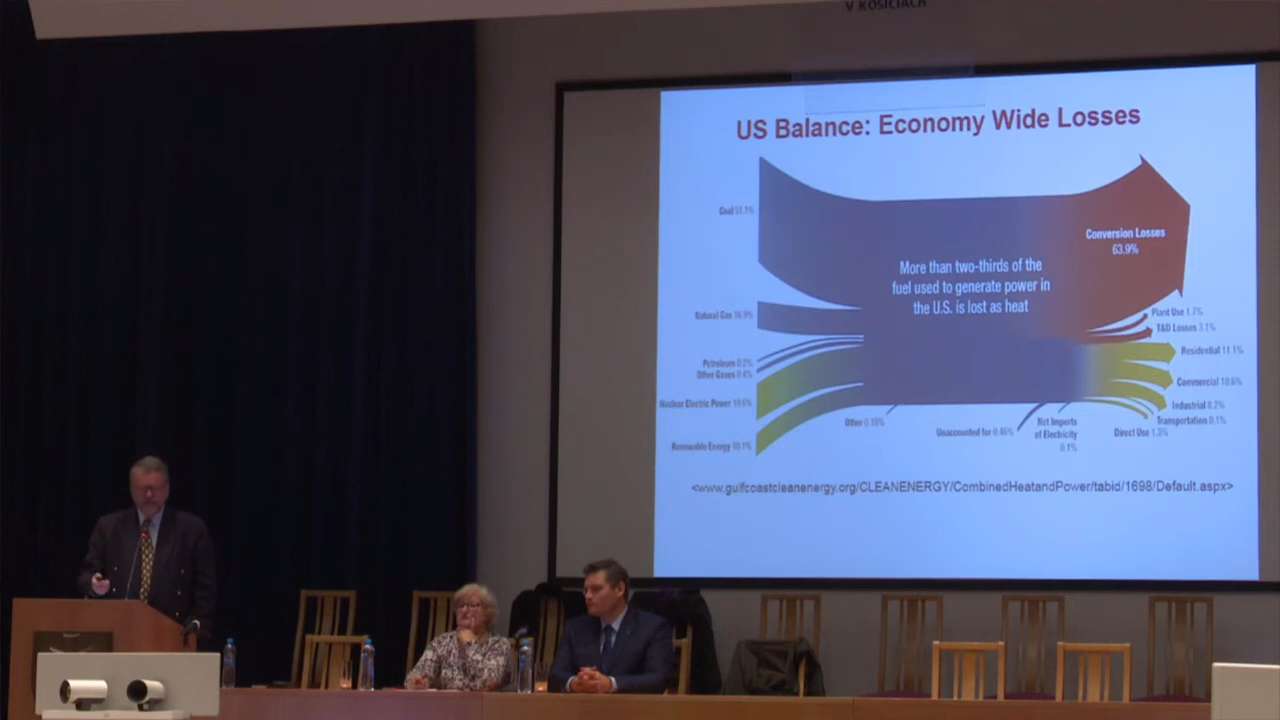 V KOŠICIACH
US Balance: Economy Wide Losses
Coal 51.1%
Natural Gas 16.9%
Petroleum 0.2%
Other Gases 0.4%
Nuclear Electric Power 19.6%
Renewable Energy 10.1%
More than two-thirds of the
fuel used to generate power in
the U.S. is lost as heat
Conversion Losses
63.9%
Plant Use 1.7%
T&D Losses 3.1%
Residential 11.1%
Commercial 10.6%
Industrial 8.2%
Transportation 0.1%
Direct Use 1.3%
Other 0.18%
Unaccounted for 0.46%
Net Imports
of Electricity
0.1%
<www.gulfcoastcleanenergy.org/CLEANENERGY/CombinedHeatandPower/tabid/1698/Default.aspx>